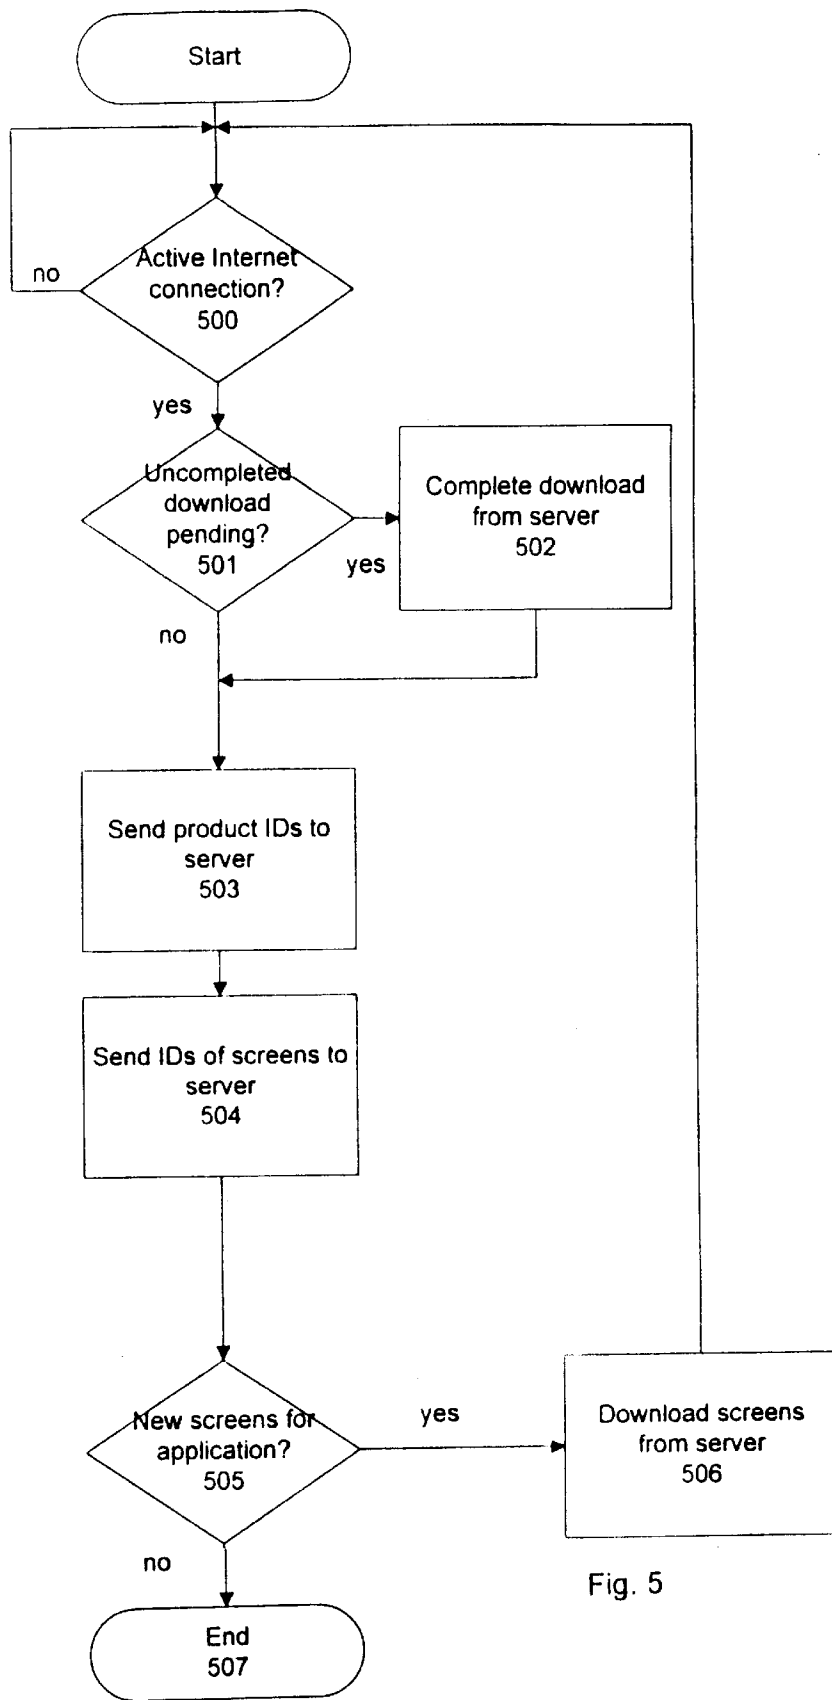 Start
no
Active Internet
connection?
500
yes
Uncompleted
download
pending?
501
yes
Complete download
from server
502
no
Send product IDs to
server
503
Send IDs of screens to
server
504
New screens for
application?
505
yes
Download screens
from server
506
no
End
507
Fig. 5